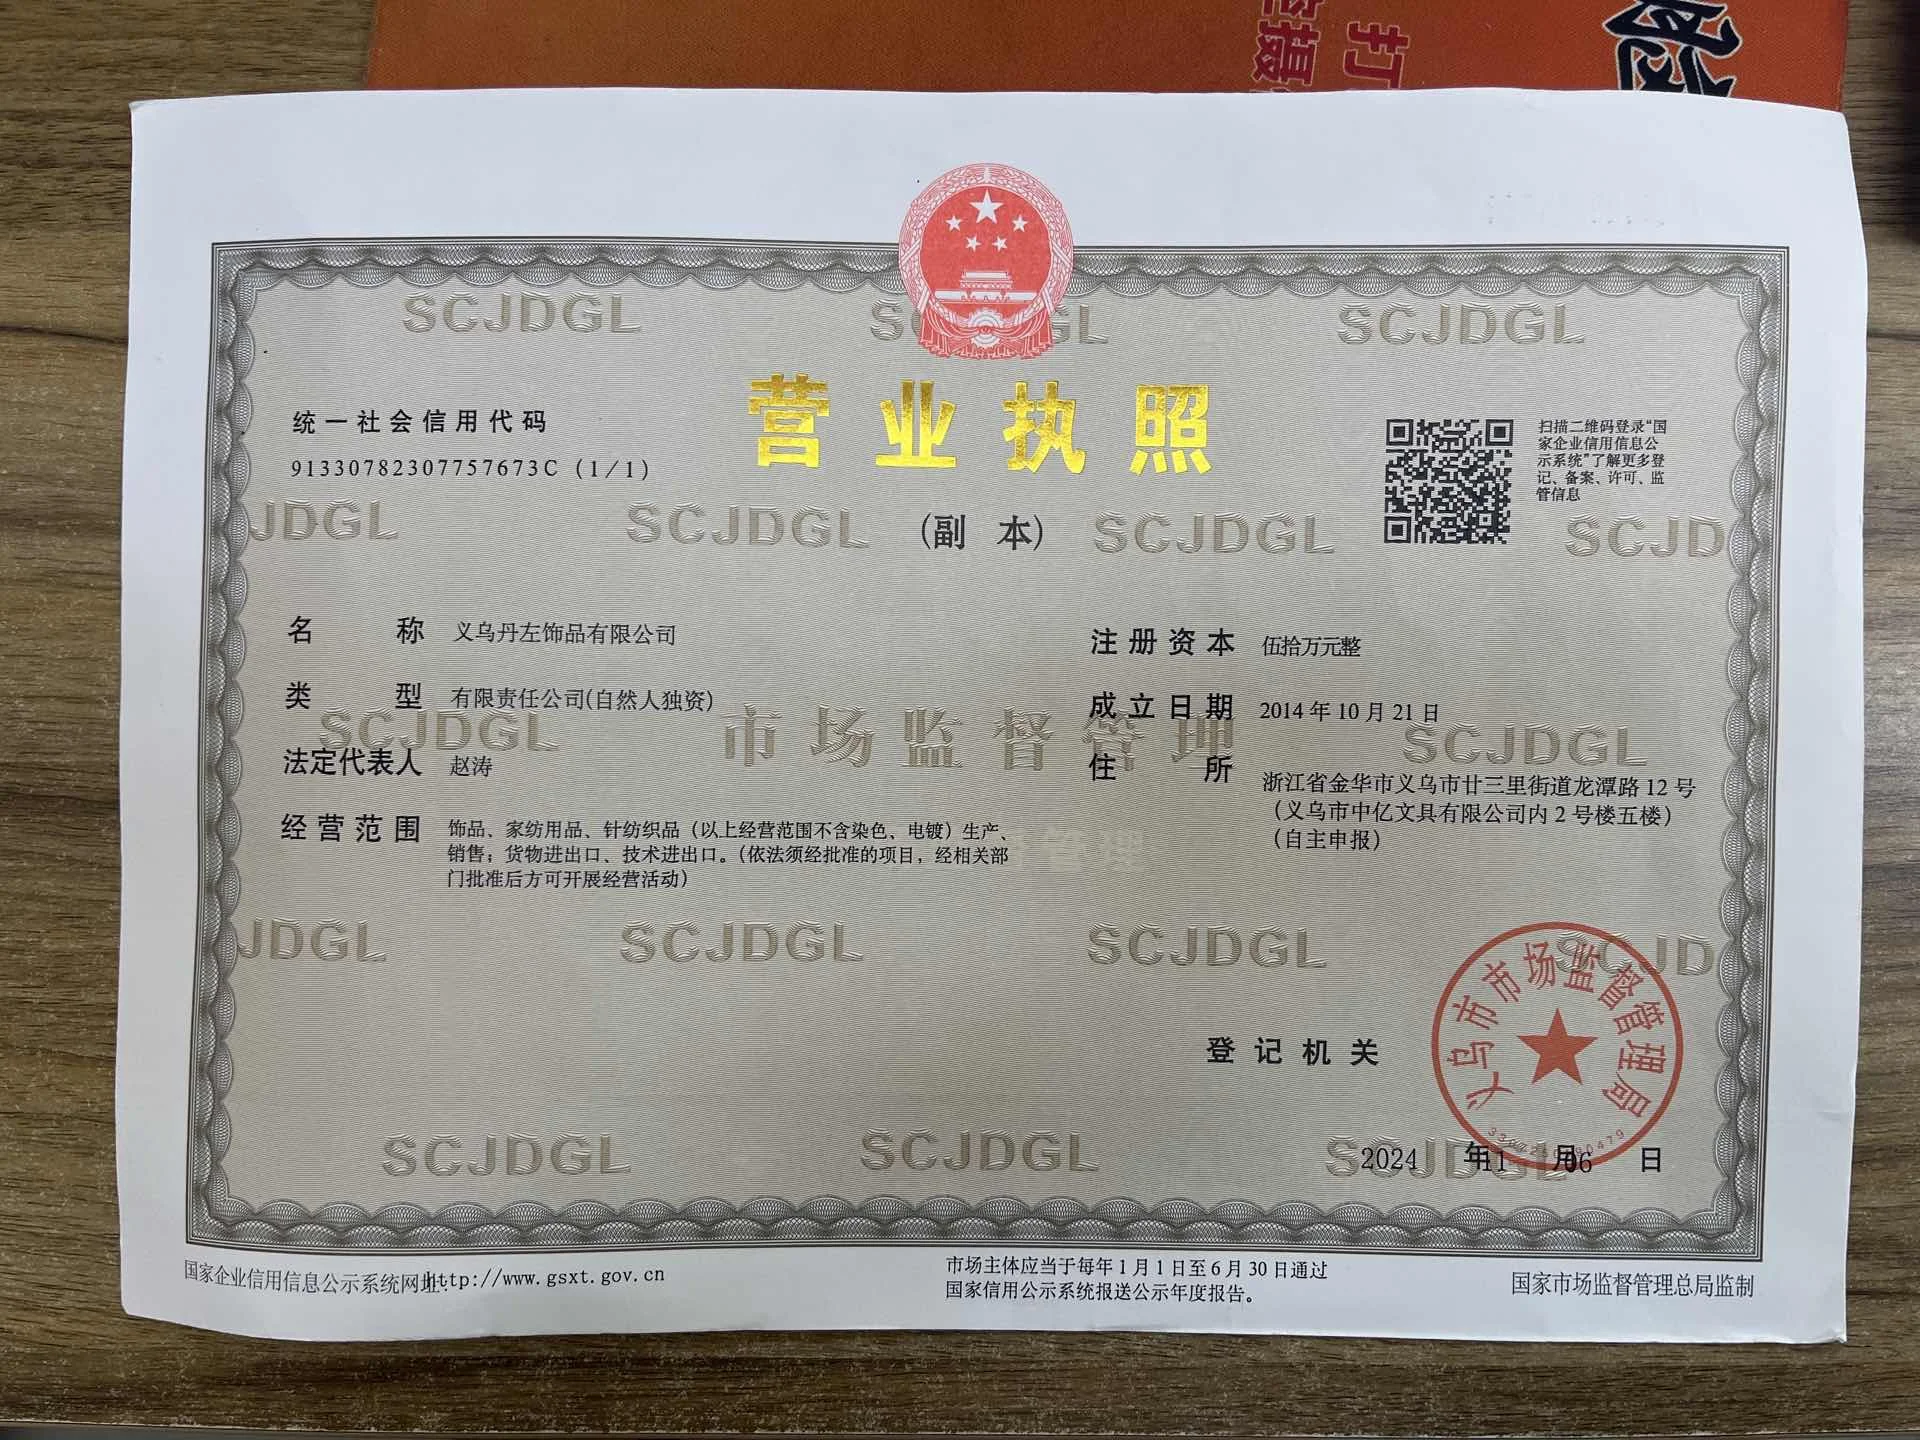 营业执照
(副 本)
统一社会信用代码
91330782307757673C (1/1)
扫描二维码登录“国
家企业信用信息公
示系统”了解更多登
记、备案、许可、监
管信息
名 称 义乌丹左饰品有限公司
类 型 有限责任公司(自然人独资)
法定代表人 赵涛
经营范围 饰品、家纺用品、针纺织品（以上经营范围不含染色、电镀）生产、
销售；货物进出口、技术进出口。（依法须经批准的项目，经相关部
门批准后方可开展经营活动）
注册资本 伍拾万元整
成立日期 2014年10月21日
住 所 浙江省金华市义乌市廿三里街道龙潭路12号
（义乌市中亿文具有限公司内2号楼五楼）
（自主申报）
登记机关
义乌市市场监督管理局
2024 年11 月06 日
国家企业信用信息公示系统网址:http://www.gsxt.gov.cn
市场主体应当于每年1月1日至6月30日通过
国家信用公示系统报送公示年度报告。
国家市场监督管理总局监制
SCJDGL
市场监督管理
打
摄